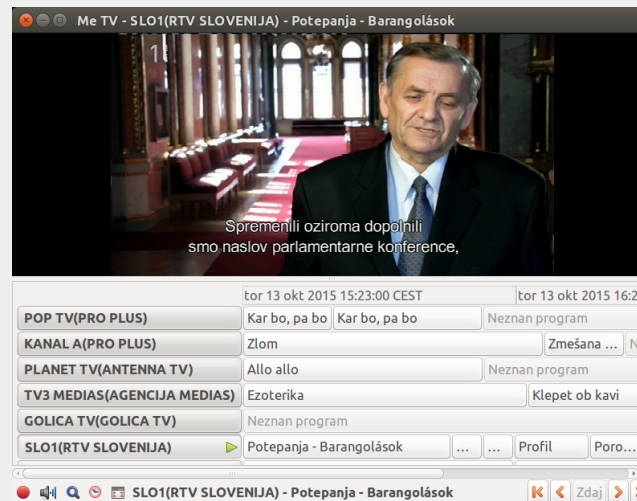 Me TV - SLO1(RTV SLOVENIJA) - Potepanja - Barangolások
1
Spremenili oziroma dopolnili
smo naslov parlamentarne konference,
tor 13 okt 2015 15:23:00 CEST tor 13 okt 2015 16:2
POP TV(PRO PLUS) Kar bo, pa bo Kar bo, pa bo Neznan program
KANAL A(PRO PLUS) Zlom Zmešana ... N
PLANET TV(ANTENNA TV) Allo allo Neznan program
TV3 MEDIAS(AGENCIJA MEDIAS) Ezoterika Klepet ob kavi
GOLICA TV(GOLICA TV) Neznan program
SLO1(RTV SLOVENIJA) Potepanja - Barangolások ... ... Profil Poro...
SLO1(RTV SLOVENIJA) - Potepanja - Barangolások Zdaj